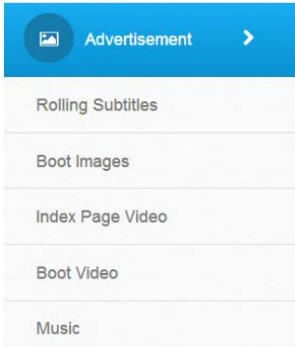 Advertisement
Rolling Subtitles
Boot Images
Index Page Video
Boot Video
Music